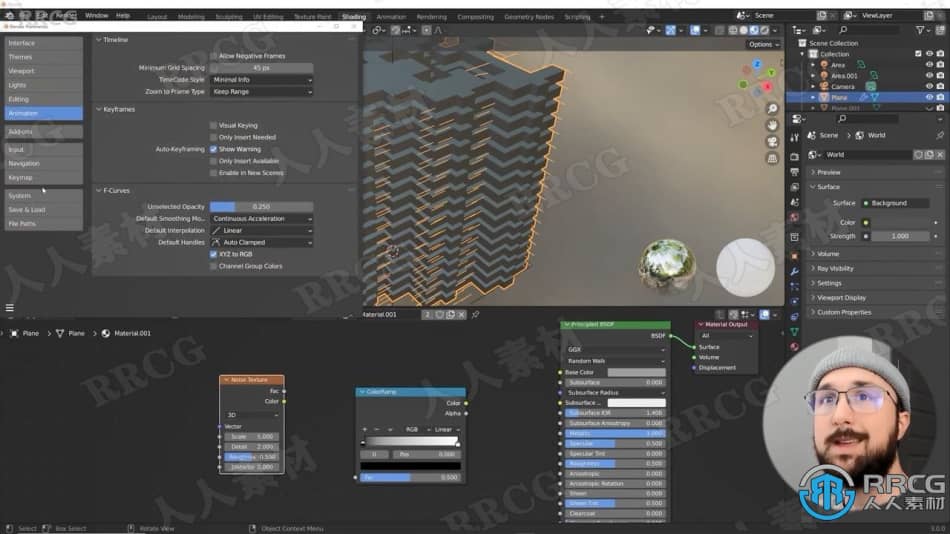 Render Window Help
Layout Modeling Sculpting UV Editing Texture Paint Shading Animation Rendering Compositing Geometry Nodes Scripting +
Scene
ViewLayer
Options
Interface
Themes
Viewport
Lights
Editing
Animation
Add-ons
Input
Navigation
Keymap
System
Save & Load
File Paths
Timeline
Allow Negative Frames
Minimum Grid Spacing 45 px
TimeCode Style Minimal Info
Zoom to Frame Type Keep Range
Keyframes
Visual Keying
Only Insert Needed
Auto-Keyframing Show Warning
Only Insert Available
Enable in New Scenes
F-Curves
Unselected Opacity 0.250
Default Smoothing Mo... Continuous Acceleration
Default Interpolation Linear
Default Handles Auto Clamped
XYZ to RGB
Channel Group Colors
Z
Y
X
Scene Collection
Collection
Area
Area.001
Camera
Plane
Plane.001
Scene > World
World
Preview
Surface
Surface Background
Color
Strength 1.000
Volume
Ray Visibility
Settings
Viewport Display
Custom Properties
Material.001 2
Plane > Plane > Material.001
Noise Texture
Fac
Color
3D
Vector
Scale 5.000
Detail 2.000
Roughness 0.500
Distortion 0.000
ColorRamp
Color
Alpha
+ − RGB Linear
0 Pos 0.000
Fac 0.500
Principled BSDF
BSDF
GGX
Random Walk
Base Color
Subsurface 0.000
Subsurface Radius
Subsurface ...
Subsurface IOR 1.400
Subsurface Anisotropy 0.000
Metallic 1.000
Specular 0.500
Specular Tint 0.000
Roughness 0.500
Anisotropic 0.000
Anisotropic Rotation 0.000
Sheen 0.000
Sheen Tint 0.500
Clearcoat 0.000
Material Output
All
Surface
Volume
Displacement
RRCG
人人素材
Select
Box Select
Rotate View
Object Context Menu
3.0.0